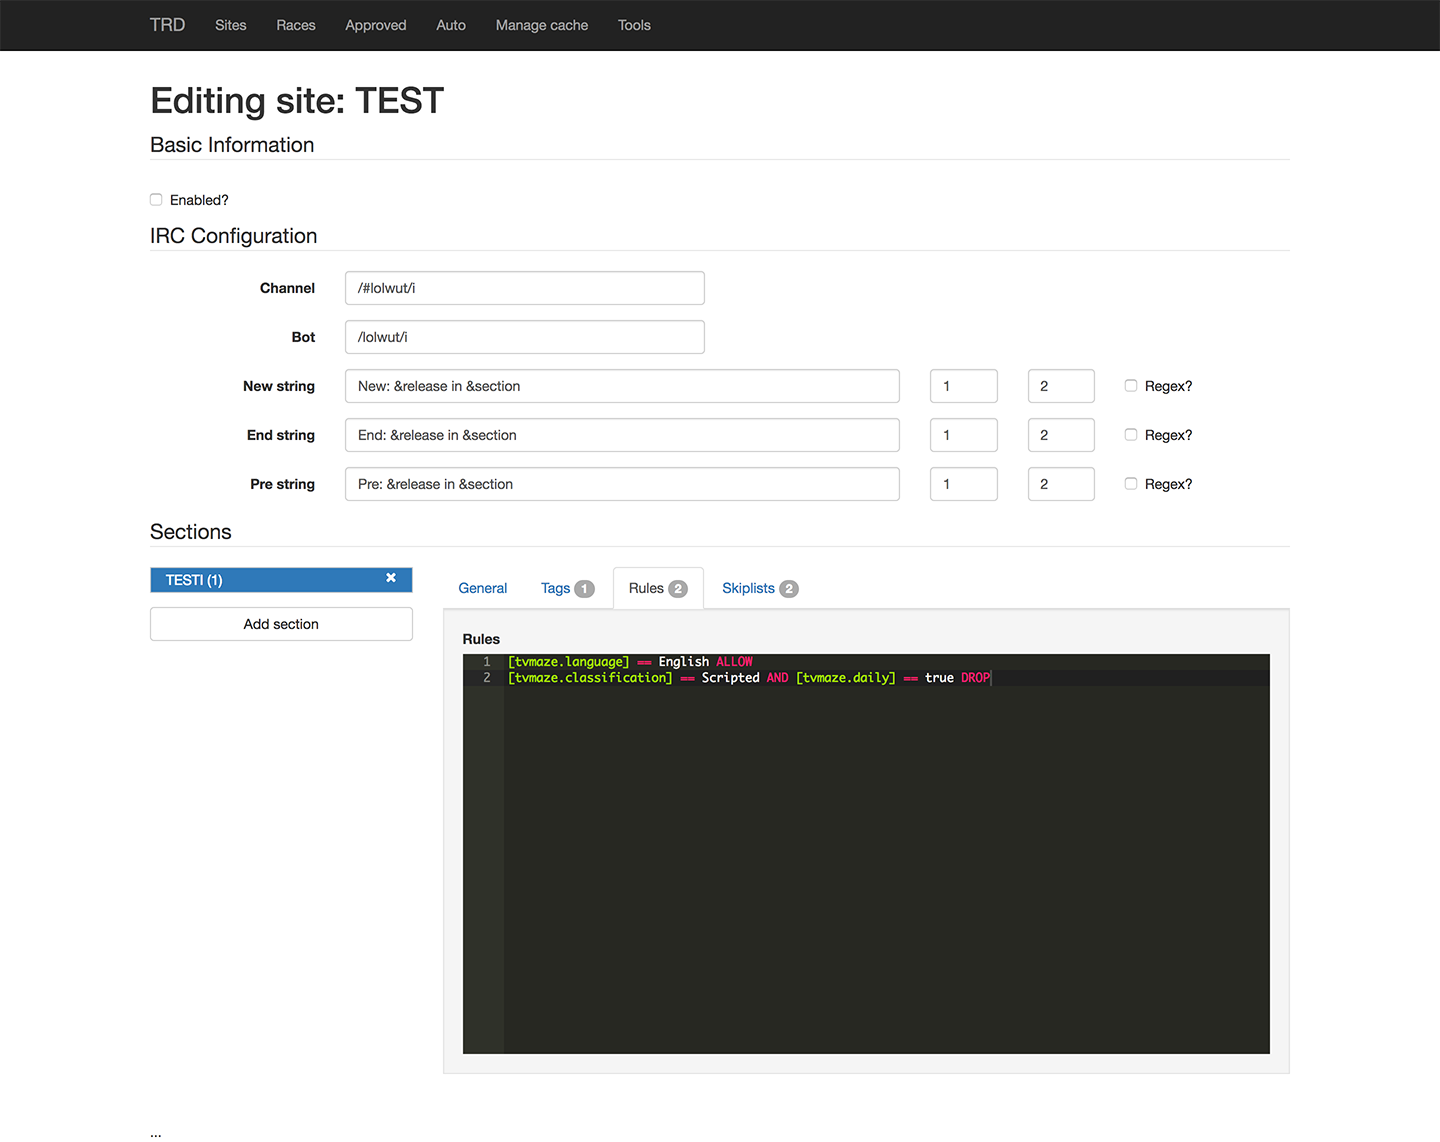 TRD Sites Races Approved Auto Manage cache Tools
Editing site: TEST
Basic Information
Enabled?
IRC Configuration
Channel /#lolwut/i
Bot /lolwut/i
New string New: &release in &section 1 2 Regex?
End string End: &release in &section 1 2 Regex?
Pre string Pre: &release in &section 1 2 Regex?
Sections
TESTI (1) ×
Add section
General Tags 1 Rules 2 Skiplists 2
Rules
1 [tvmaze.language] == English ALLOW
2 [tvmaze.classification] == Scripted AND [tvmaze.daily] == true DROP
...